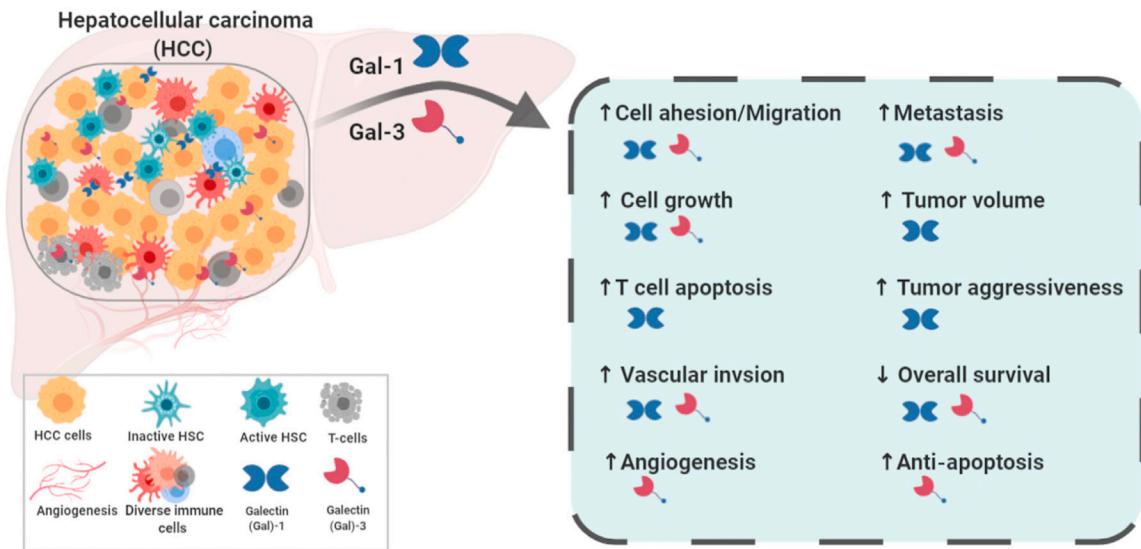 Hepatocellular carcinoma
(HCC)
Gal-1
Gal-3
↑Cell ahesion/Migration
↑Metastasis
↑ Cell growth
↑ Tumor volume
↑T cell apoptosis
↑ Tumor aggressiveness
↑ Vascular invsion
↓ Overall survival
↑Angiogenesis
↑Anti-apoptosis
HCC cells
Inactive HSC
Active HSC
T-cells
Angiogenesis
Diverse immune
cells
Galectin
(Gal)-1
Galectin
(Gal)-3